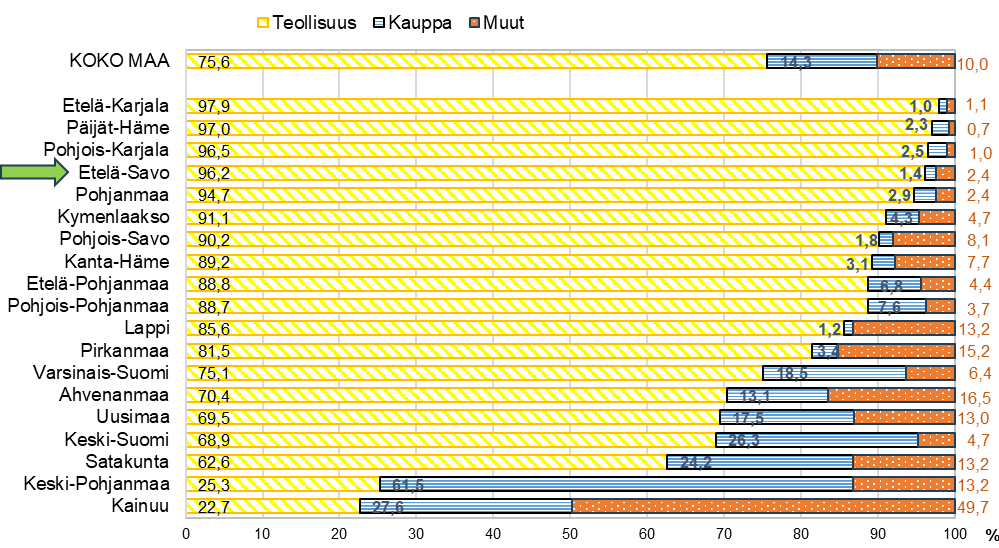 Teollisuus Kauppa Muut
KOKO MAA 75,6 14,3 10,0
Etelä-Karjala 97,9 1,0 1,1
Päijät-Häme 97,0 2,3 0,7
Pohjois-Karjala 96,5 2,5 1,0
Etelä-Savo 96,2 1,4 2,4
Pohjanmaa 94,7 2,9 2,4
Kymenlaakso 91,1 4,3 4,7
Pohjois-Savo 90,2 1,8 8,1
Kanta-Häme 89,2 3,1 7,7
Etelä-Pohjanmaa 88,8 6,8 4,4
Pohjois-Pohjanmaa 88,7 7,6 3,7
Lappi 85,6 1,2 13,2
Pirkanmaa 81,5 3,4 15,2
Varsinais-Suomi 75,1 18,5 6,4
Ahvenanmaa 70,4 13,1 16,5
Uusimaa 69,5 17,5 13,0
Keski-Suomi 68,9 26,3 4,7
Satakunta 62,6 24,2 13,2
Keski-Pohjanmaa 25,3 61,5 13,2
Kainuu 22,7 27,6 49,7
0 10 20 30 40 50 60 70 80 90 100 %